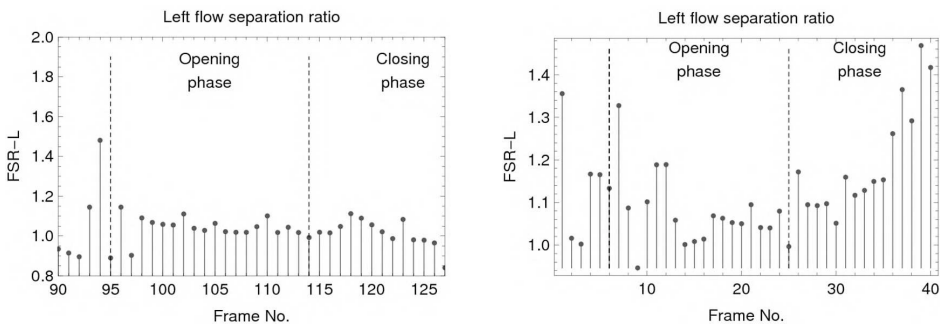 Left flow separation ratio
2.0
1.8
1.6
1.4
1.2
1.0
0.8
FSR-L
Opening
phase
Closing
phase
90 95 100 105 110 115 120 125
Frame No.
Left flow separation ratio
1.4
1.3
1.2
1.1
1.0
FSR-L
Opening
phase
Closing
phase
10 20 30 40
Frame No.